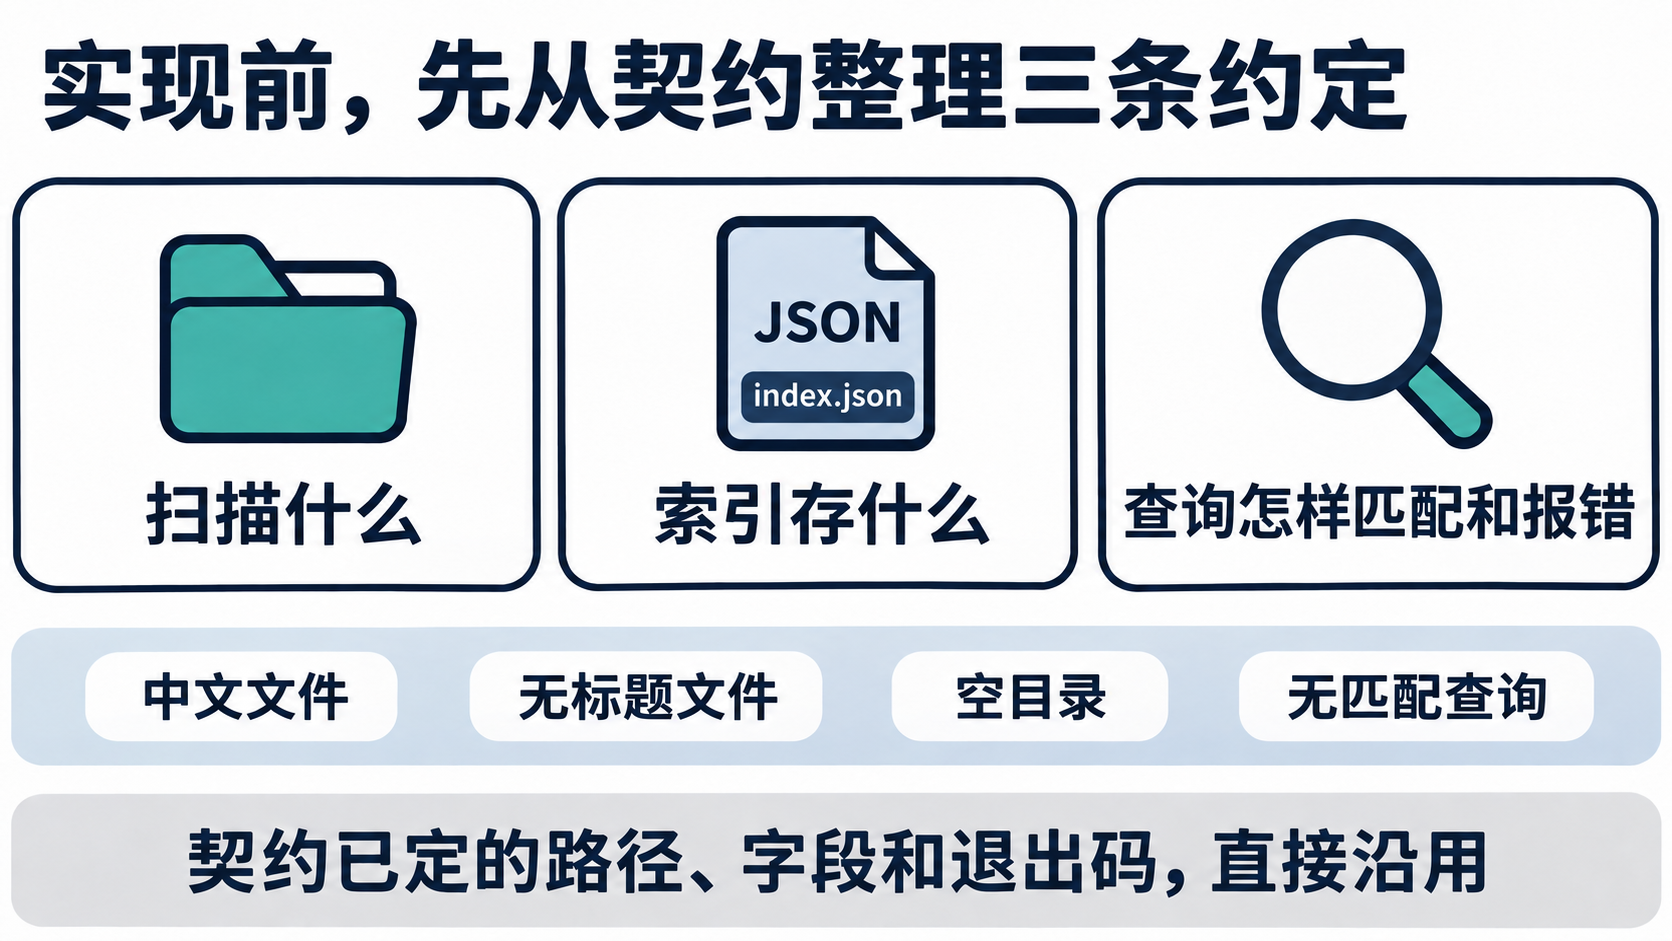 实现前，先从契约整理三条约定
JSON
index.json
扫描什么
索引存什么
查询怎样匹配和报错
中文文件
无标题文件
空目录
无匹配查询
契约已定的路径、字段和退出码，直接沿用